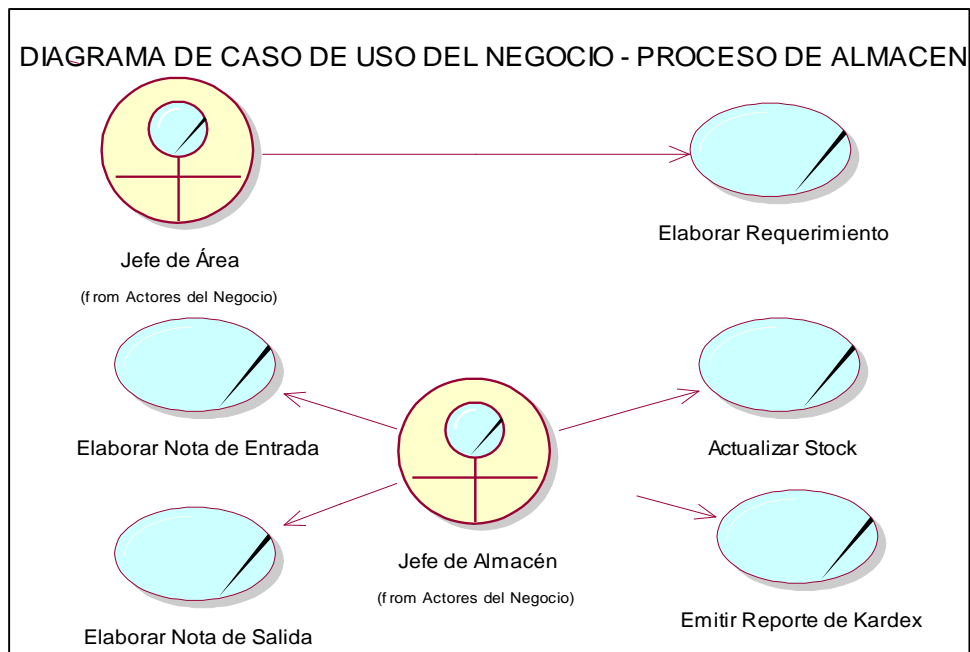 DIAGRAMA DE CASO DE USO DEL NEGOCIO - PROCESO DE ALMACEN
Elaborar Requerimiento
Jefe de Área
(from Actores del Negocio)
Elaborar Nota de Entrada
Actualizar Stock
Jefe de Almacén
(from Actores del Negocio)
Elaborar Nota de Salida
Emitir Reporte de Kardex